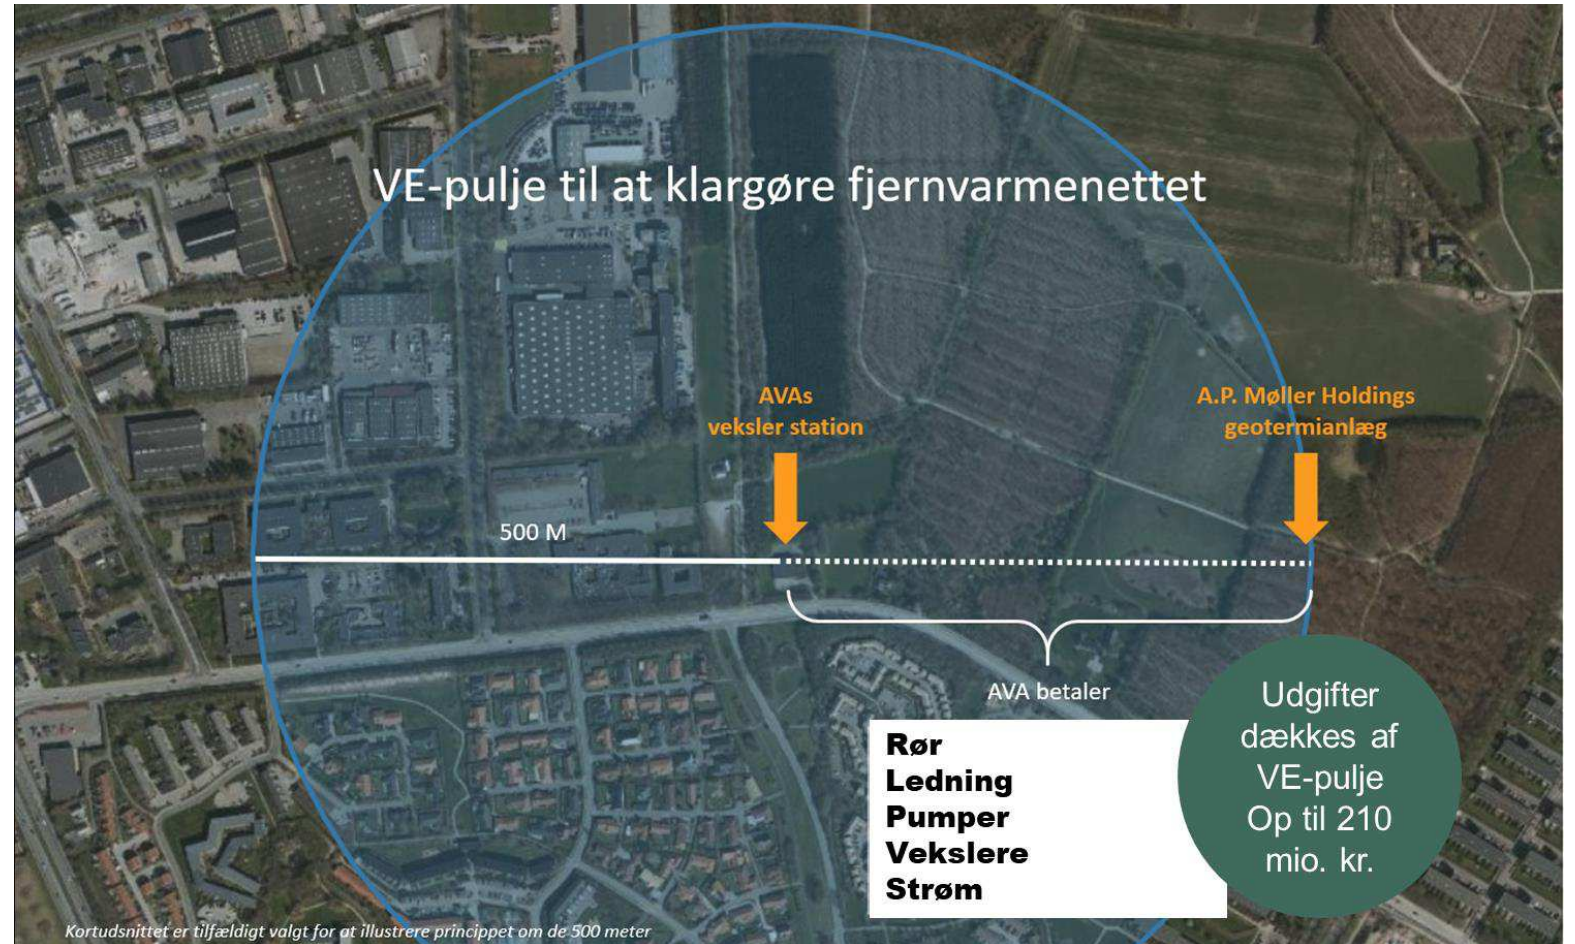 VE-pulje til at klargøre fjernvarmenettet
AVAs
veksler station
A.P. Møller Holdings
geotermianlæg
500 M
AVA betaler
Rør
Ledning
Pumper
Vekslere
Strøm
Udgifter
dækkes af
VE-pulje
Op til 210
mio. kr.
Kortudsnittet er tilfældigt valgt for at illustrere princippet om de 500 meter